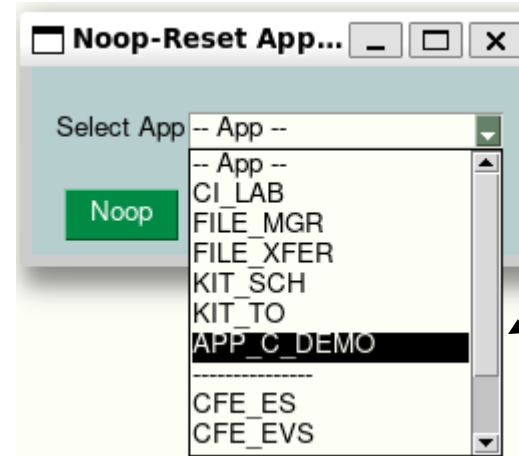 Noop-Reset App...
Select App -- App --
-- App --
CI_LAB
Noop
FILE_MGR
FILE_XFER
KIT_SCH
KIT_TO
APP_C_DEMO
---------------
CFE_ES
CFE_EVS